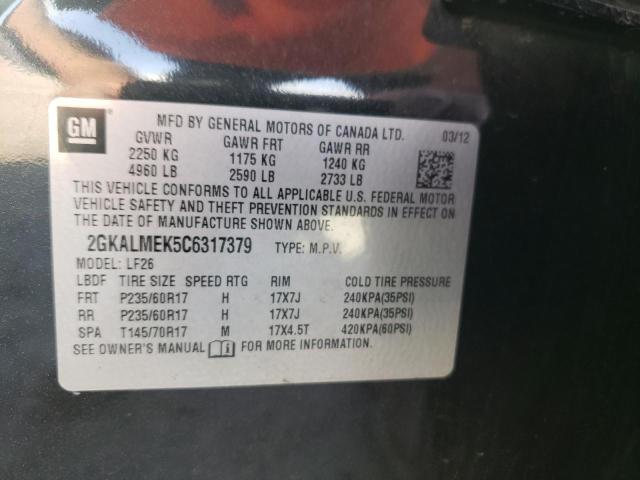 GM
MFD BY GENERAL MOTORS OF CANADA LTD. 03/12
GVWR GAWR FRT GAWR RR
2250 KG 1175 KG 1240 KG
4960 LB 2590 LB 2733 LB
THIS VEHICLE CONFORMS TO ALL APPLICABLE U.S. FEDERAL MOTOR
VEHICLE SAFETY AND THEFT PREVENTION STANDARDS IN EFFECT ON
THE DATE OF MANUFACTURE SHOWN ABOVE.
2GKALMEK5C6317379 TYPE: M.P.V.
MODEL: LF26
LBDF TIRE SIZE SPEED RTG RIM COLD TIRE PRESSURE
FRT P235/60R17 H 17X7J 240KPA(35PSI)
RR P235/60R17 H 17X7J 240KPA(35PSI)
SPA T145/70R17 M 17X4.5T 420KPA(60PSI)
SEE OWNER'S MANUAL FOR MORE INFORMATION.